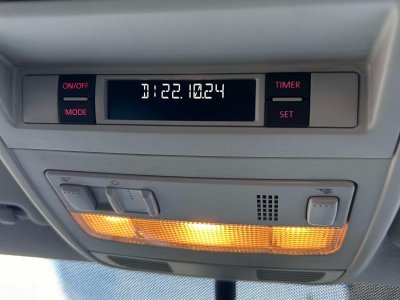 ON/OFF
MODE
D:22.10.24
TIMER
SET